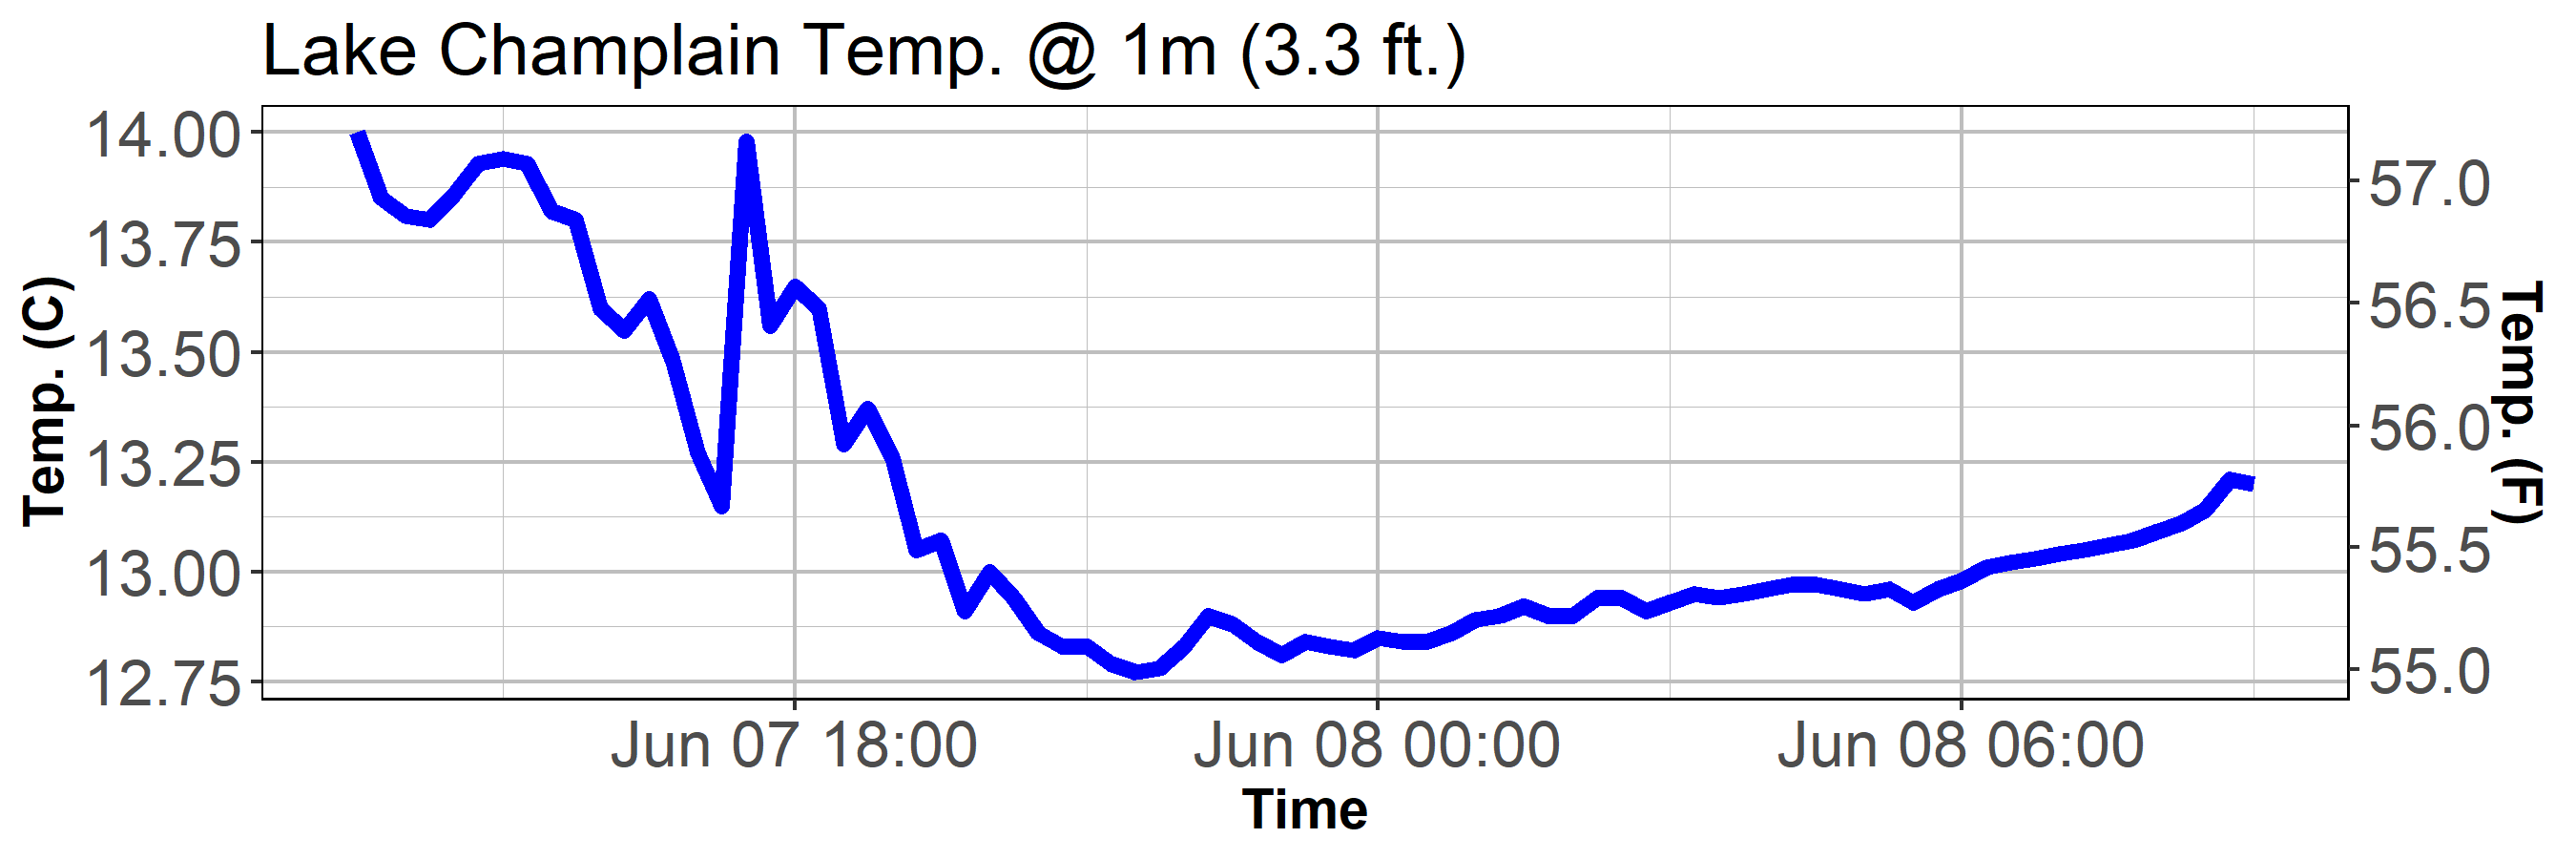 Lake Champlain Temp. @ 1m (3.3 ft.)
Temp. (C)
14.00
13.75
13.50
13.25
13.00
12.75
57.0
56.5
56.0
55.5
55.0
Temp. (F)
Jun 07 18:00
Jun 08 00:00
Jun 08 06:00
Time